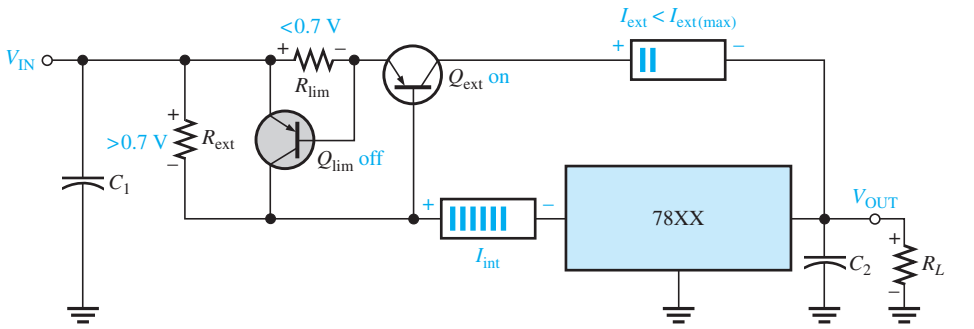 <0.7 V
I_ext < I_ext(max)
+ −
+ −
V_IN
R_lim
Q_ext on
+
>0.7 V
−
R_ext
Q_lim off
C_1
+ −
I_int
78XX
V_OUT
C_2
+
−
R_L